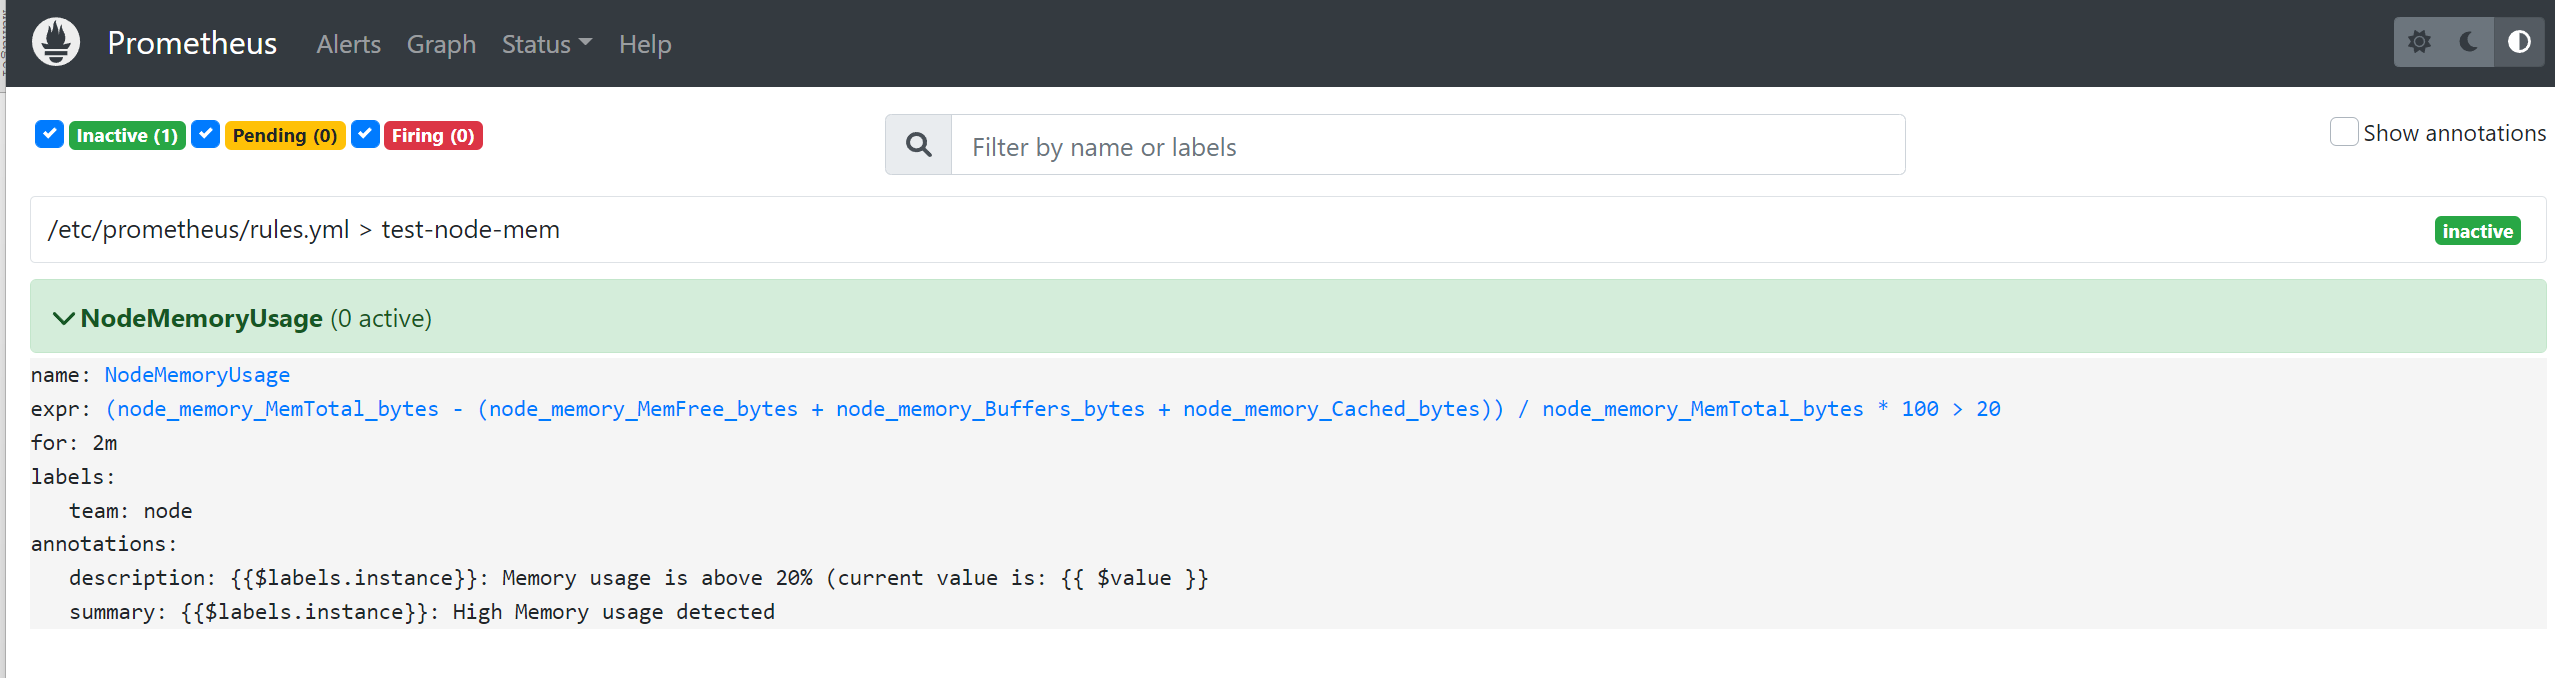 Prometheus Alerts Graph Status Help
Inactive (1) Pending (0) Firing (0) Filter by name or labels Show annotations
/etc/prometheus/rules.yml > test-node-mem inactive
NodeMemoryUsage (0 active)
name: NodeMemoryUsage
expr: (node_memory_MemTotal_bytes - (node_memory_MemFree_bytes + node_memory_Buffers_bytes + node_memory_Cached_bytes)) / node_memory_MemTotal_bytes * 100 > 20
for: 2m
labels:
team: node
annotations:
description: {{$labels.instance}}: Memory usage is above 20% (current value is: {{ $value }}
summary: {{$labels.instance}}: High Memory usage detected